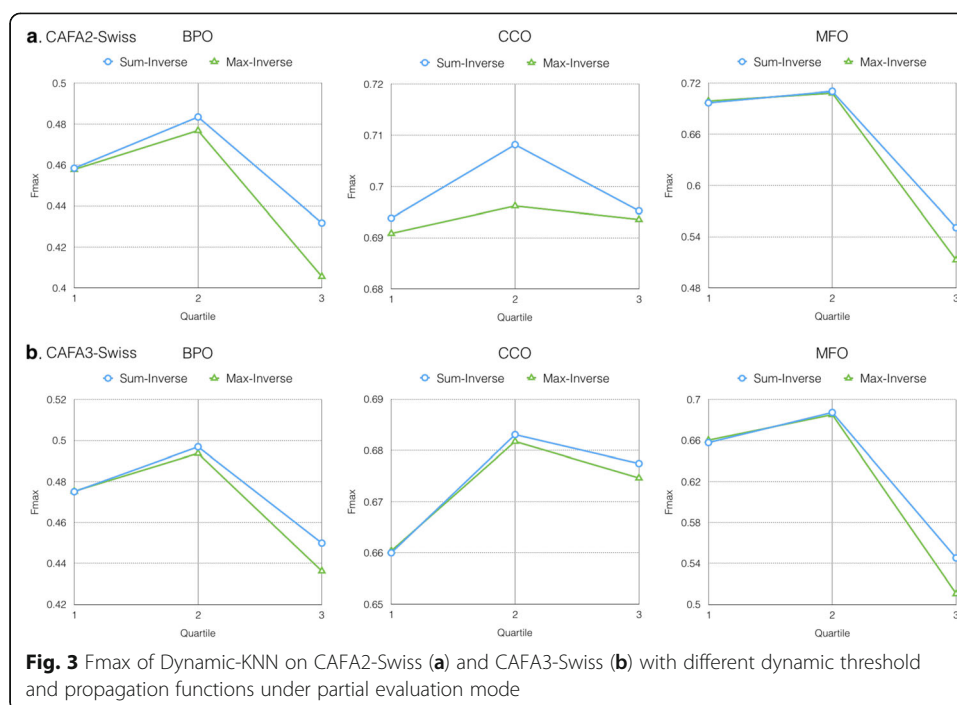 a. CAFA2-Swiss BPO CCO MFO
Sum-Inverse Max-Inverse Sum-Inverse Max-Inverse Sum-Inverse Max-Inverse
0.5
0.48
0.46
0.44
0.42
0.4
Fmax
1 2 3
Quartile
0.72
0.71
0.7
0.69
0.68
Fmax
1 2 3
Quartile
0.72
0.66
0.6
0.54
0.48
Fmax
1 2 3
Quartile
b. CAFA3-Swiss BPO CCO MFO
Sum-Inverse Max-Inverse Sum-Inverse Max-Inverse Sum-Inverse Max-Inverse
0.52
0.5
0.48
0.46
0.44
0.42
Fmax
1 2 3
Quartile
0.69
0.68
0.67
0.66
0.65
Fmax
1 2 3
Quartile
0.7
0.66
0.62
0.58
0.54
0.5
Fmax
1 2 3
Quartile
Fig. 3 Fmax of Dynamic-KNN on CAFA2-Swiss (a) and CAFA3-Swiss (b) with different dynamic threshold
and propagation functions under partial evaluation mode